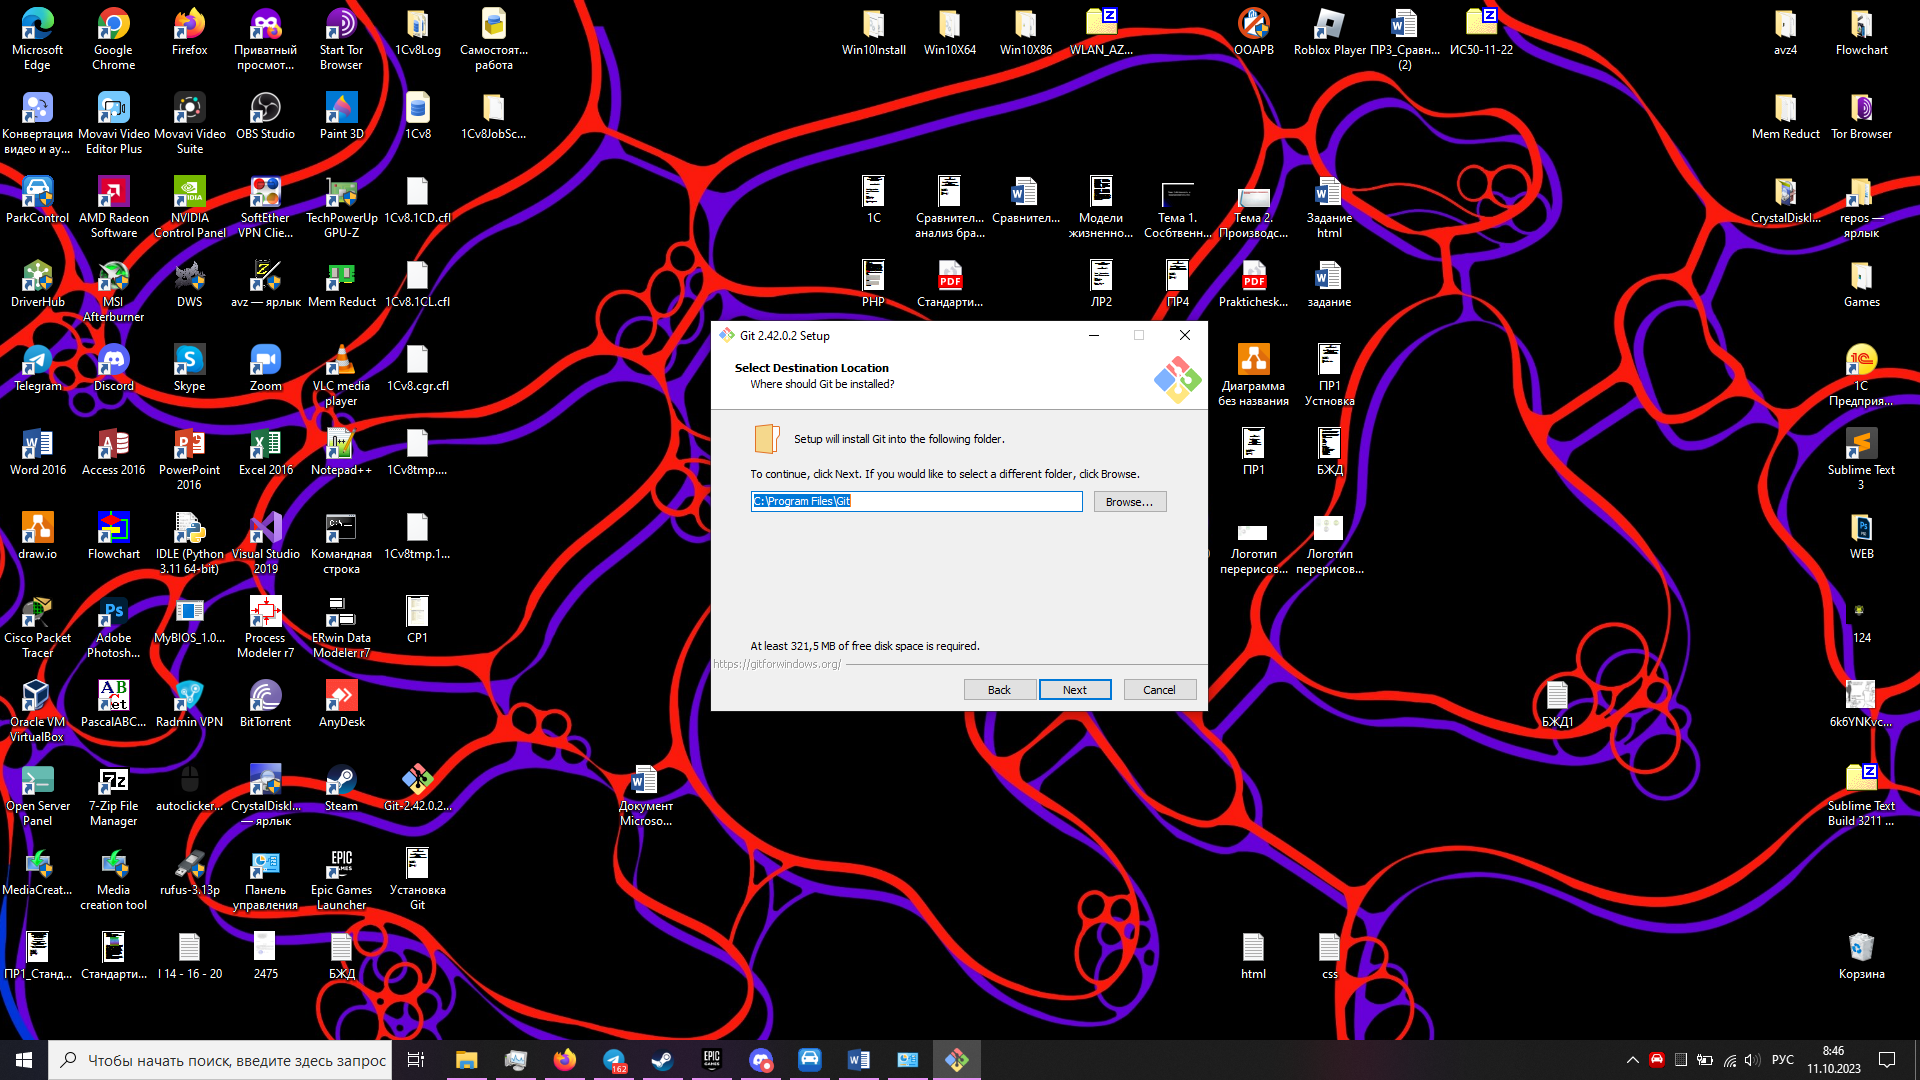 Microsoft Edge
Google Chrome
Firefox
Приватный просмот...
Start Tor Browser
1Cv8Log
Самостоят... работа
Win10Install
Win10X64
Win10X86
WLAN_AZ...
ООАРВ
Roblox Player
ПР3_Сравн... (2)
ИС50-11-22
avz4
Flowchart
Конвертация видео и ау...
Movavi Video Editor Plus
Movavi Video Suite
OBS Studio
Paint 3D
1Cv8
1Cv8JobSc...
Mem Reduct
Tor Browser
ParkControl
AMD Radeon Software
NVIDIA Control Panel
SoftEther VPN Clie...
TechPowerUp GPU-Z
1Cv8.1CD.cfl
1С
Сравнител... анализ бра...
Сравнител...
Модели жизненно...
Тема 1. Сосбтвенн...
Тема 2. Производс...
Задание html
CrystalDiskI...
repos — ярлык
DriverHub
MSI Afterburner
DWS
avz — ярлык
Mem Reduct
1Cv8.1CL.cfl
PHP
Стандарти...
ЛР2
ПР4
Praktichesk...
задание
Games
Git 2.42.0.2 Setup
Select Destination Location
Where should Git be installed?
Setup will install Git into the following folder.
To continue, click Next. If you would like to select a different folder, click Browse.
C:\Program Files\Git
Browse...
At least 321,5 MB of free disk space is required.
https://gitforwindows.org/
Back
Next
Cancel
Telegram
Discord
Skype
Zoom
VLC media player
1Cv8.cgr.cfl
Диаграмма без названия
ПР1 Устновка
1С Предприя...
Word 2016
Access 2016
PowerPoint 2016
Excel 2016
Notepad++
1Cv8tmp....
ПР1
БЖД
Sublime Text 3
draw.io
Flowchart
IDLE (Python 3.11 64-bit)
Visual Studio 2019
Командная строка
1Cv8tmp.1...
Логотип перерисов...
Логотип перерисов...
WEB
Cisco Packet Tracer
Adobe Photosh...
MyBIOS_1.0...
Process Modeler r7
ERwin Data Modeler r7
СР1
124
Oracle VM VirtualBox
PascalABC...
Radmin VPN
BitTorrent
AnyDesk
БЖД1
6k6YNKvc...
Open Server Panel
7-Zip File Manager
autoclicker...
CrystalDiskI... — ярлык
Steam
Git-2.42.0.2...
Документ Microso...
Sublime Text Build 3211 ...
MediaCreat...
Media creation tool
rufus-3.13p
Панель управления
Epic Games Launcher
Установка Git
ПР1_Станд...
Стандарти...
I 14 - 16 - 20
2475
БЖД
html
css
Корзина
Чтобы начать поиск, введите здесь запрос
162
РУС
8:46
11.10.2023